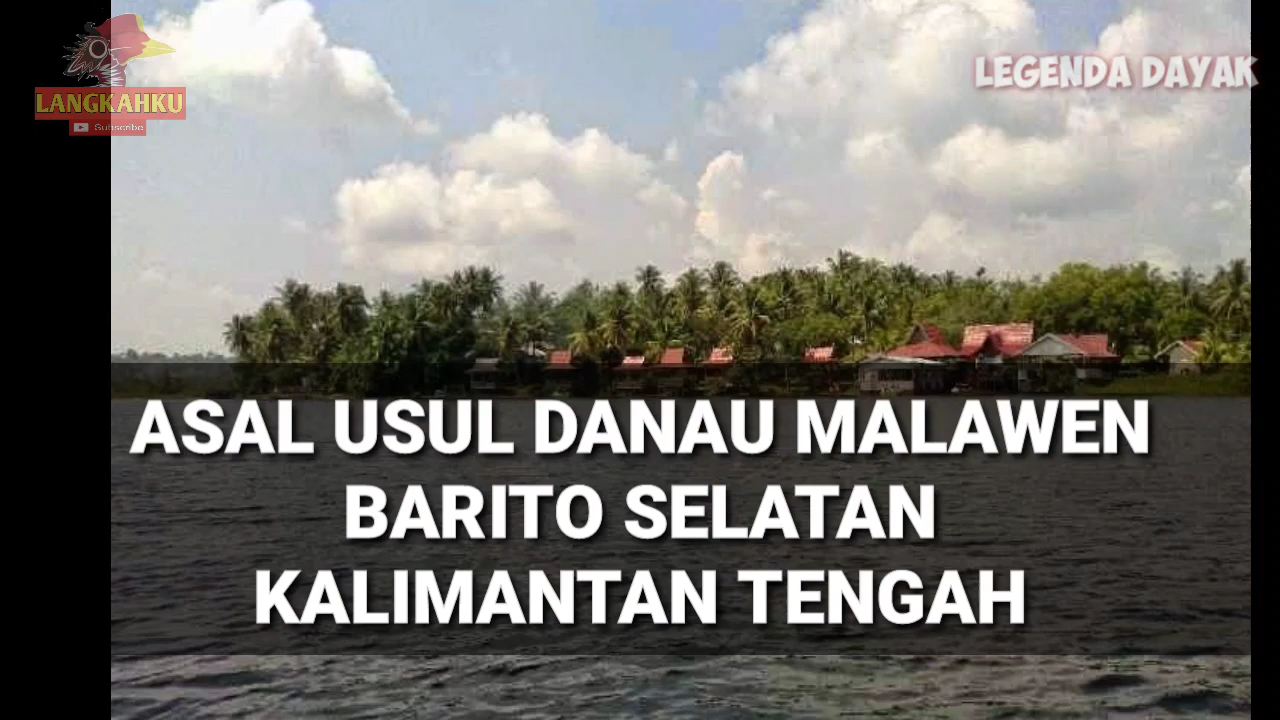 LANGKAHKU
Subscribe
LEGENDA DAYAK
ASAL USUL DANAU MALAWEN
BARITO SELATAN
KALIMANTAN TENGAH